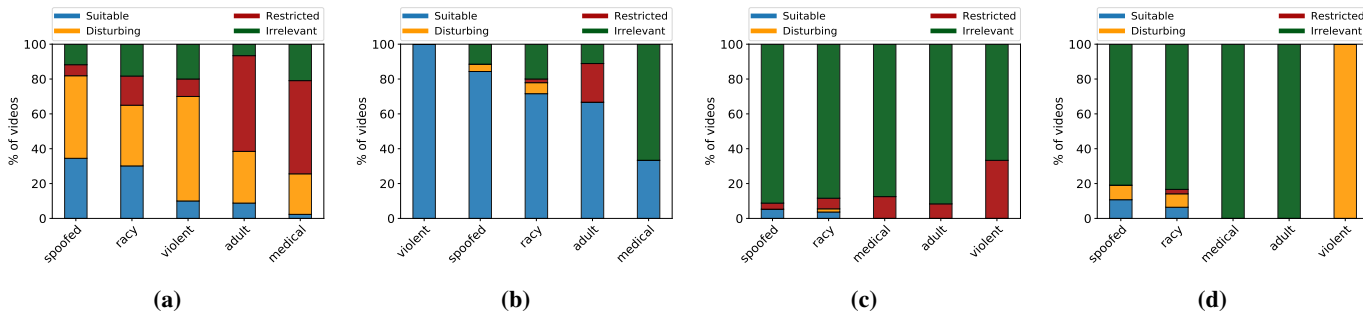 Suitable Restricted
Disturbing Irrelevant
100
80
60
40
20
0
% of videos
spoofed racy violent adult medical
(a)
Suitable Restricted
Disturbing Irrelevant
100
80
60
40
20
0
% of videos
violent spoofed racy adult medical
(b)
Suitable Restricted
Disturbing Irrelevant
100
80
60
40
20
0
% of videos
spoofed racy medical adult violent
(c)
Suitable Restricted
Disturbing Irrelevant
100
80
60
40
20
0
% of videos
spoofed racy medical adult violent
(d)